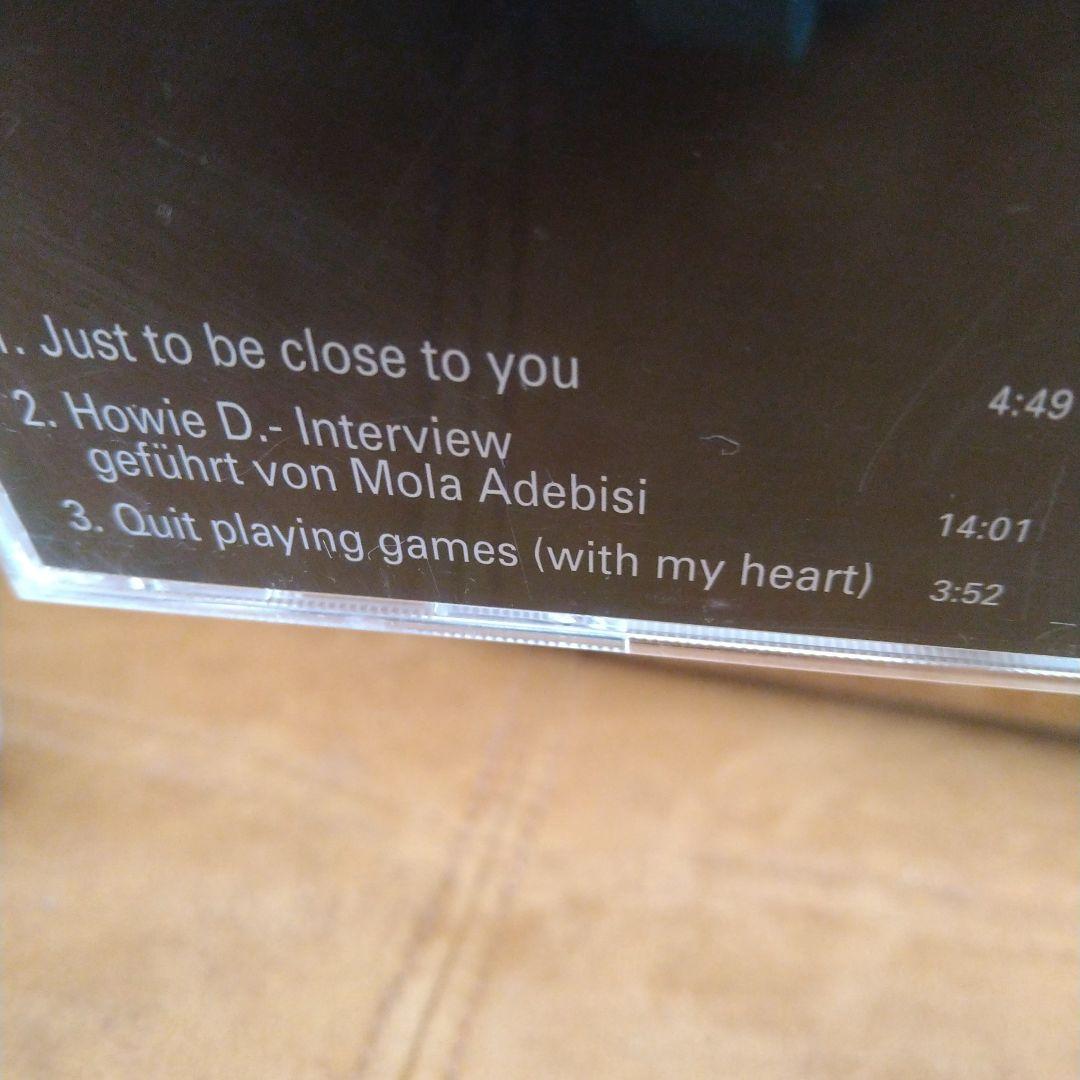 1. Just to be close to you 4:49
2. Howie D.- Interview
geführt von Mola Adebisi 14:01
3. Quit playing games (with my heart) 3:52